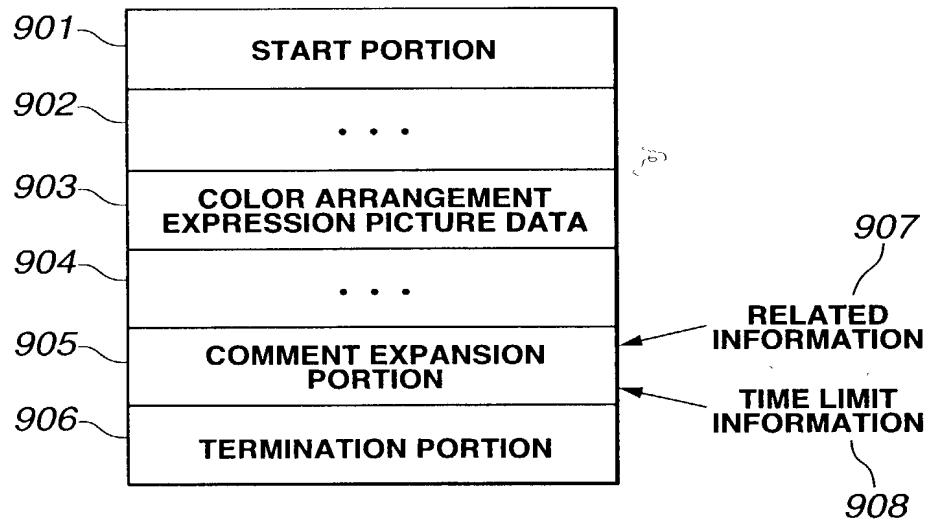 901
START PORTION
902
• • •
903
COLOR ARRANGEMENT
EXPRESSION PICTURE DATA
904
• • •
907
RELATED
INFORMATION
905
COMMENT EXPANSION
PORTION
TIME LIMIT
INFORMATION
908
906
TERMINATION PORTION